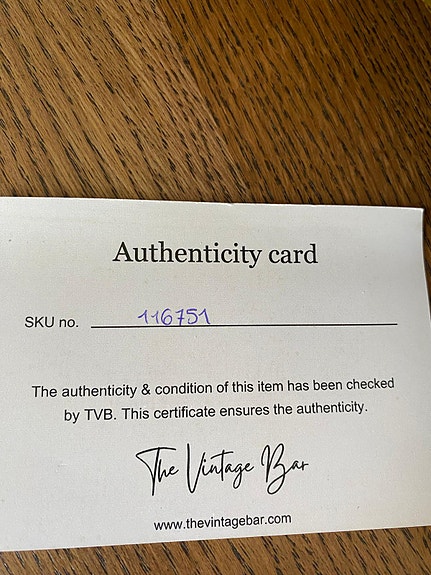 Authenticity card
SKU no. 116751
The authenticity & condition of this item has been checked
by TVB. This certificate ensures the authenticity.
The Vintage Bar
www.thevintagebar.com